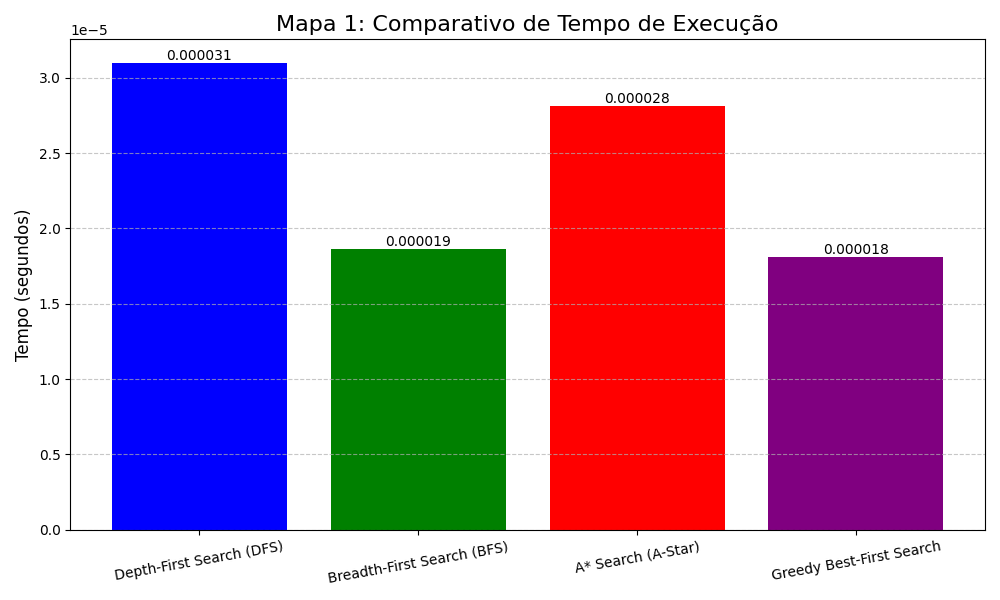 Mapa 1: Comparativo de Tempo de Execução
1e−5
Tempo (segundos)
3.0
2.5
2.0
1.5
1.0
0.5
0.0
0.000031
0.000019
0.000028
0.000018
Depth-First Search (DFS)
Breadth-First Search (BFS)
A* Search (A-Star)
Greedy Best-First Search